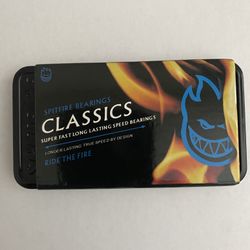 SPITFIRE BEARINGS
CLASSICS
SUPER FAST LONG LASTING SPEED BEARINGS
LONGER LASTING TRUE SPEED BY DESIGN
RIDE THE FIRE